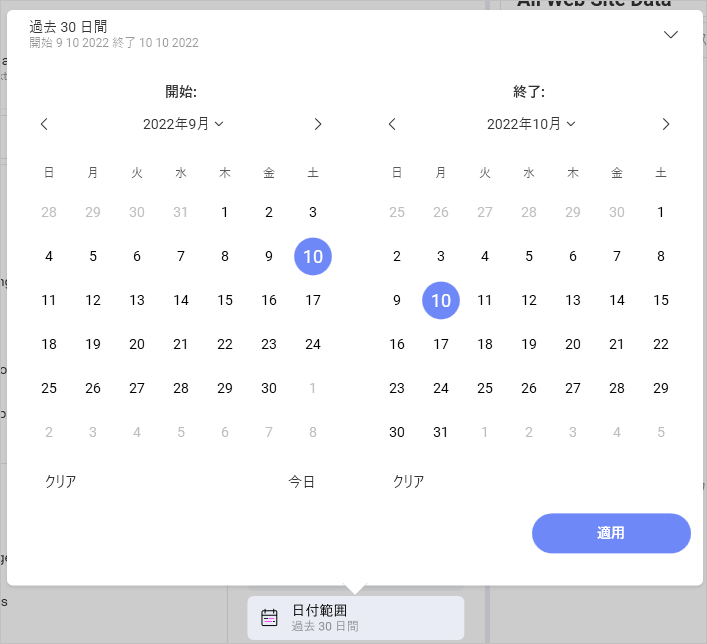 All Web Site Data
過去 30 日間
開始 9 10 2022 終了 10 10 2022
開始:
2022年9月
日 月 火 水 木 金 土
28 29 30 31 1 2 3
4 5 6 7 8 9 10
11 12 13 14 15 16 17
18 19 20 21 22 23 24
25 26 27 28 29 30 1
2 3 4 5 6 7 8
クリア 今日
終了:
2022年10月
日 月 火 水 木 金 土
25 26 27 28 29 30 1
2 3 4 5 6 7 8
9 10 11 12 13 14 15
16 17 18 19 20 21 22
23 24 25 26 27 28 29
30 31 1 2 3 4 5
クリア
適用
日付範囲
過去 30 日間